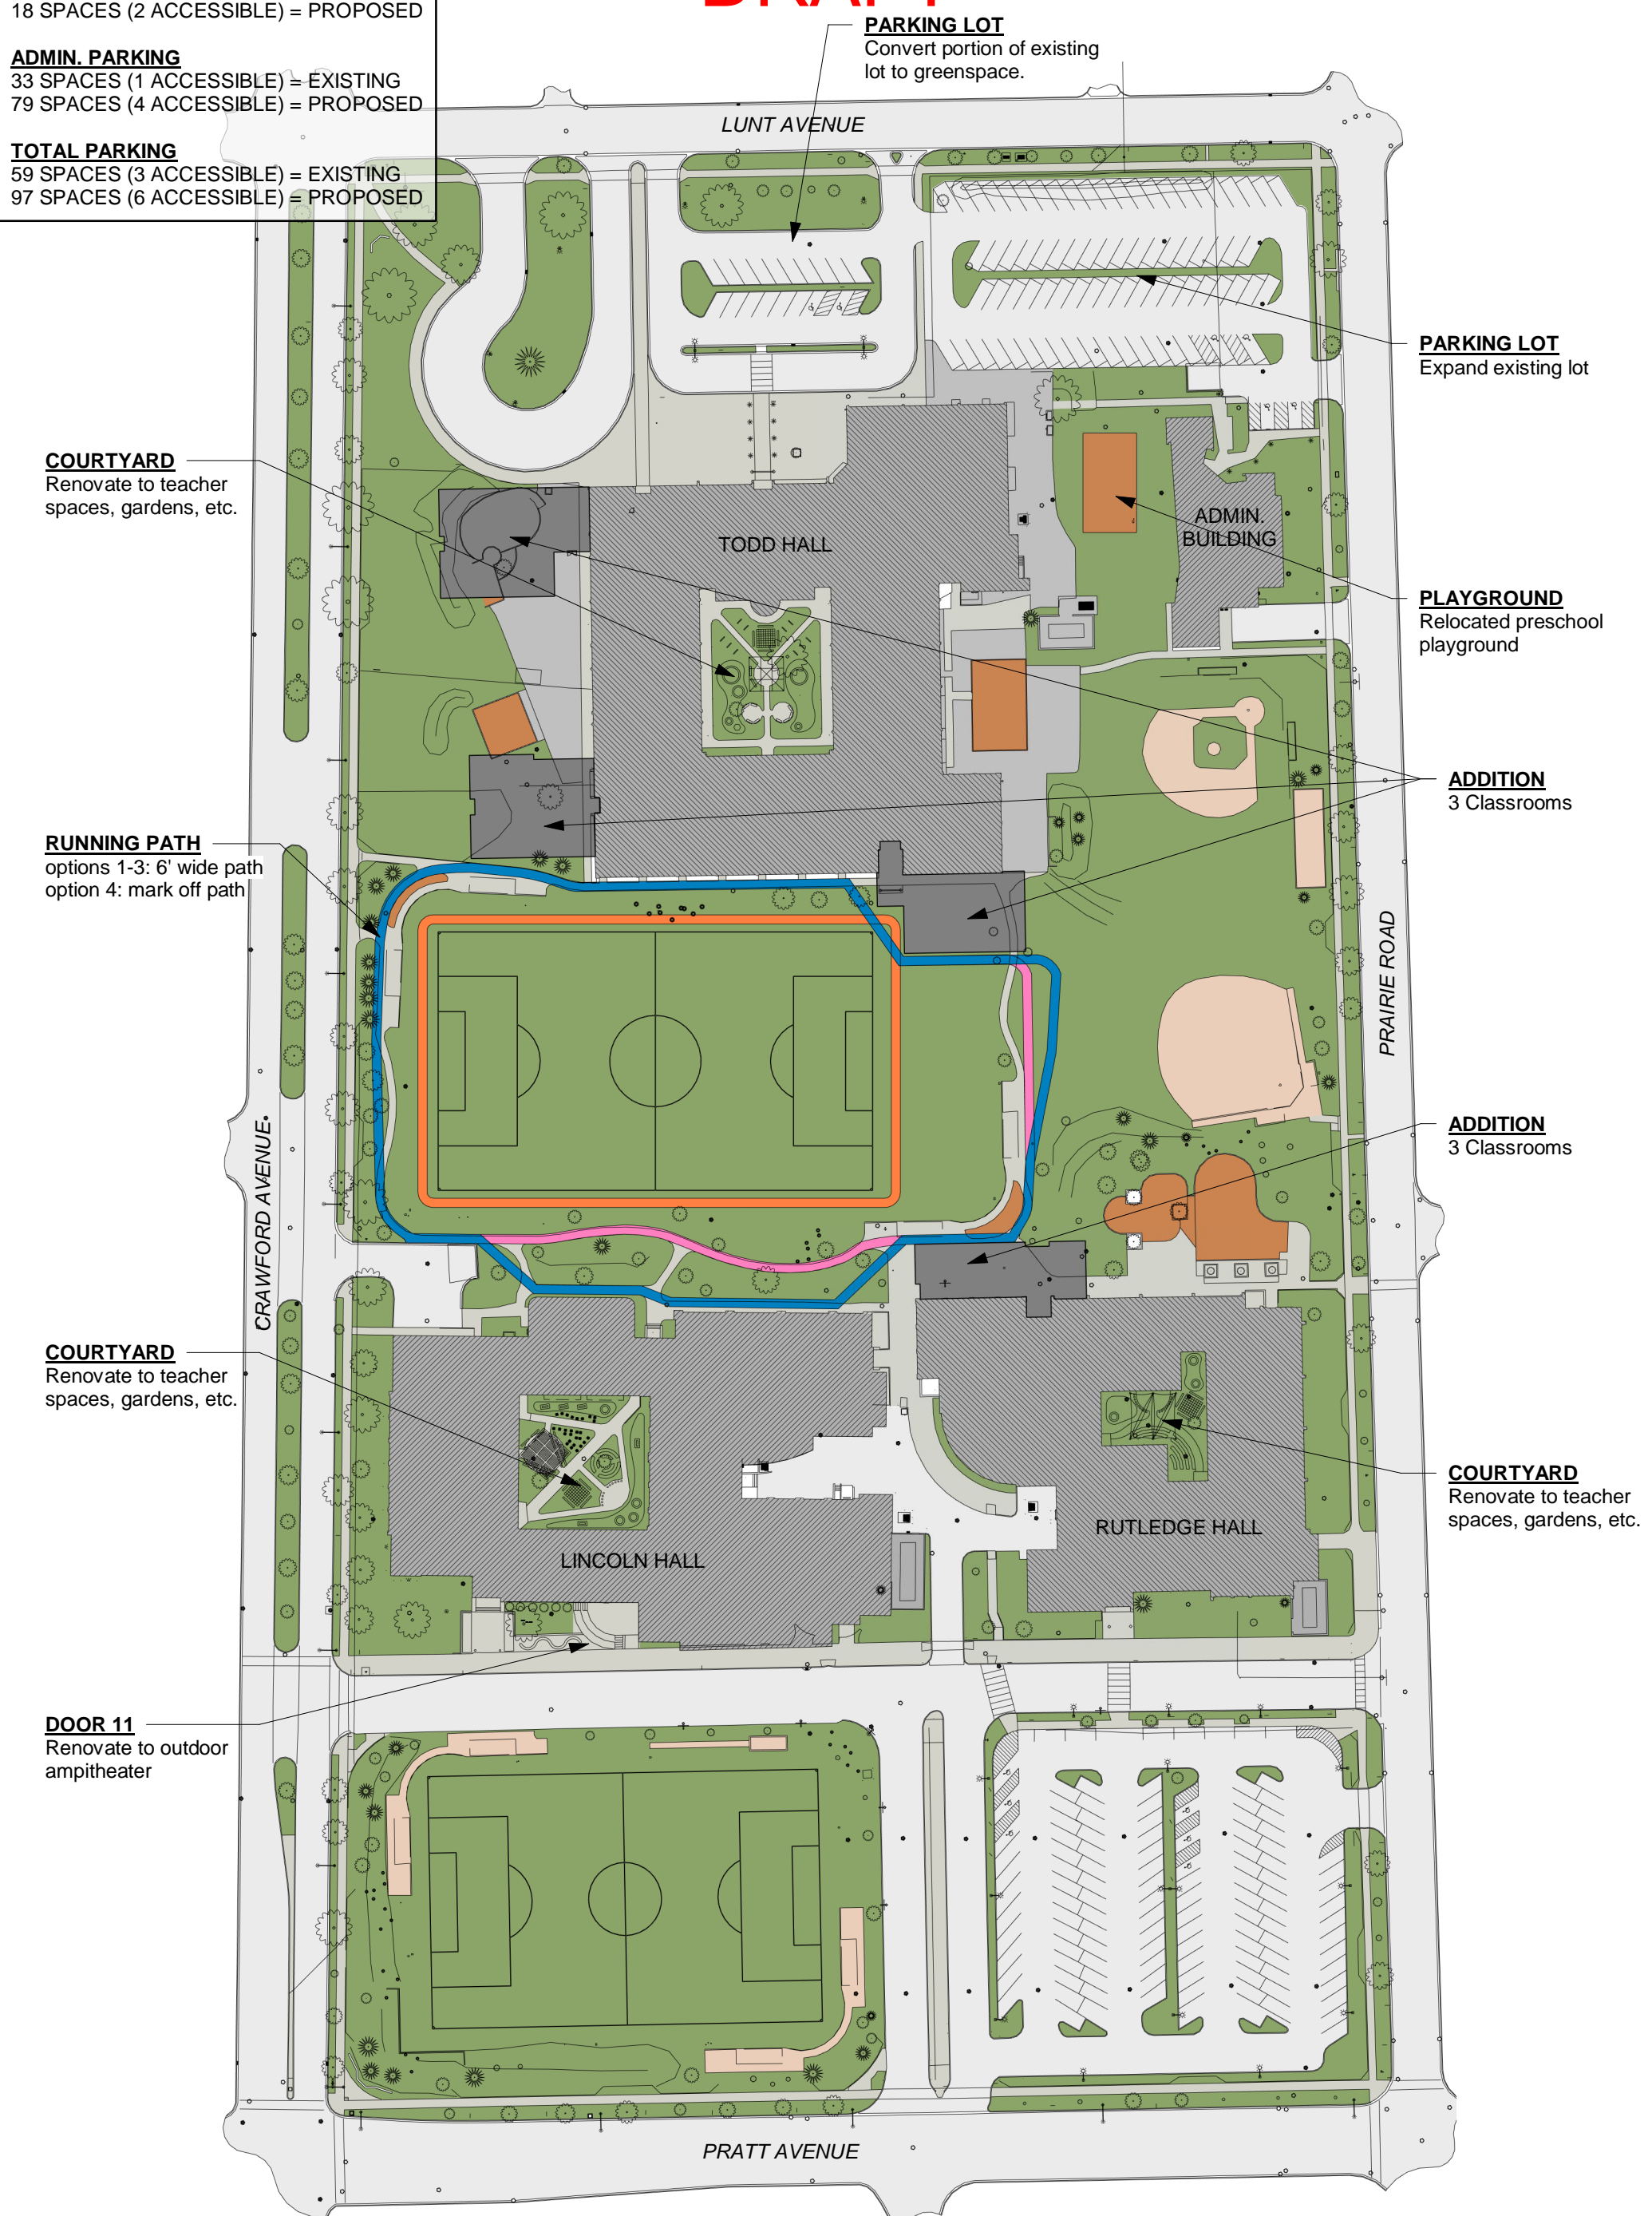 18 SPACES (2 ACCESSIBLE) = PROPOSED
ADMIN. PARKING
33 SPACES (1 ACCESSIBLE) = EXISTING
79 SPACES (4 ACCESSIBLE) = PROPOSED
TOTAL PARKING
59 SPACES (3 ACCESSIBLE) = EXISTING
97 SPACES (6 ACCESSIBLE) = PROPOSED
DRAFT
PARKING LOT
Convert portion of existing
lot to greenspace.
LUNT AVENUE
PARKING LOT
Expand existing lot
COURTYARD
Renovate to teacher
spaces, gardens, etc.
TODD HALL
ADMIN.
BUILDING
PLAYGROUND
Relocated preschool
playground
ADDITION
3 Classrooms
RUNNING PATH
options 1-3: 6' wide path
option 4: mark off path
PRAIRIE ROAD
CRAWFORD AVENUE
ADDITION
3 Classrooms
COURTYARD
Renovate to teacher
spaces, gardens, etc.
COURTYARD
Renovate to teacher
spaces, gardens, etc.
RUTLEDGE HALL
LINCOLN HALL
DOOR 11
Renovate to outdoor
ampitheater
PRATT AVENUE